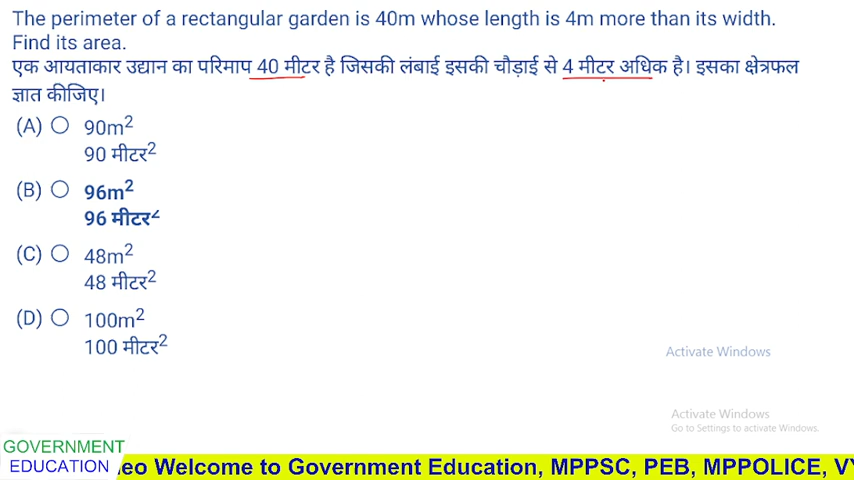 The perimeter of a rectangular garden is 40m whose length is 4m more than its width.
Find its area.
एक आयताकार उद्यान का परिमाप 40 मीटर है जिसकी लंबाई इसकी चौड़ाई से 4 मीटर अधिक है। इसका क्षेत्रफल
ज्ञात कीजिए।
(A) 90m²
90 मीटर²
(B) 96m²
96 मीटर²
(C) 48m²
48 मीटर²
(D) 100m²
100 मीटर²
Activate Windows
Activate Windows
Go to Settings to activate Windows.
GOVERNMENT
EDUCATION
eo Welcome to Government Education, MPPSC, PEB, MPPOLICE, VY